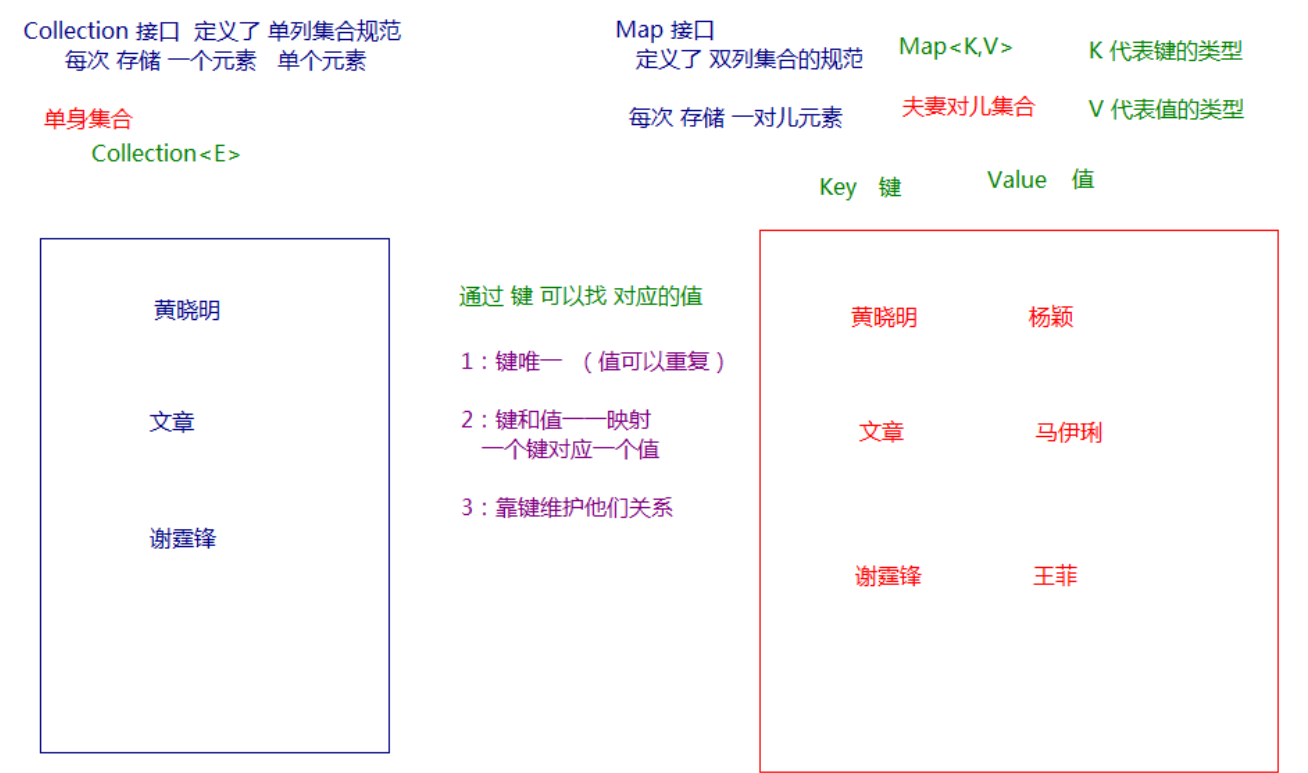 Collection 接口 定义了 单列集合规范
每次 存储 一个元素 单个元素
单身集合
Collection<E>
黄晓明
文章
谢霆锋
通过 键 可以找 对应的值
1：键唯一 （值可以重复）
2：键和值一一映射
一个键对应一个值
3：靠键维护他们关系
Map 接口
定义了 双列集合的规范
每次 存储 一对儿元素
Map<K,V>
夫妻对儿集合
K 代表键的类型
V 代表值的类型
Key 键 Value 值
黄晓明 杨颖
文章 马伊琍
谢霆锋 王菲